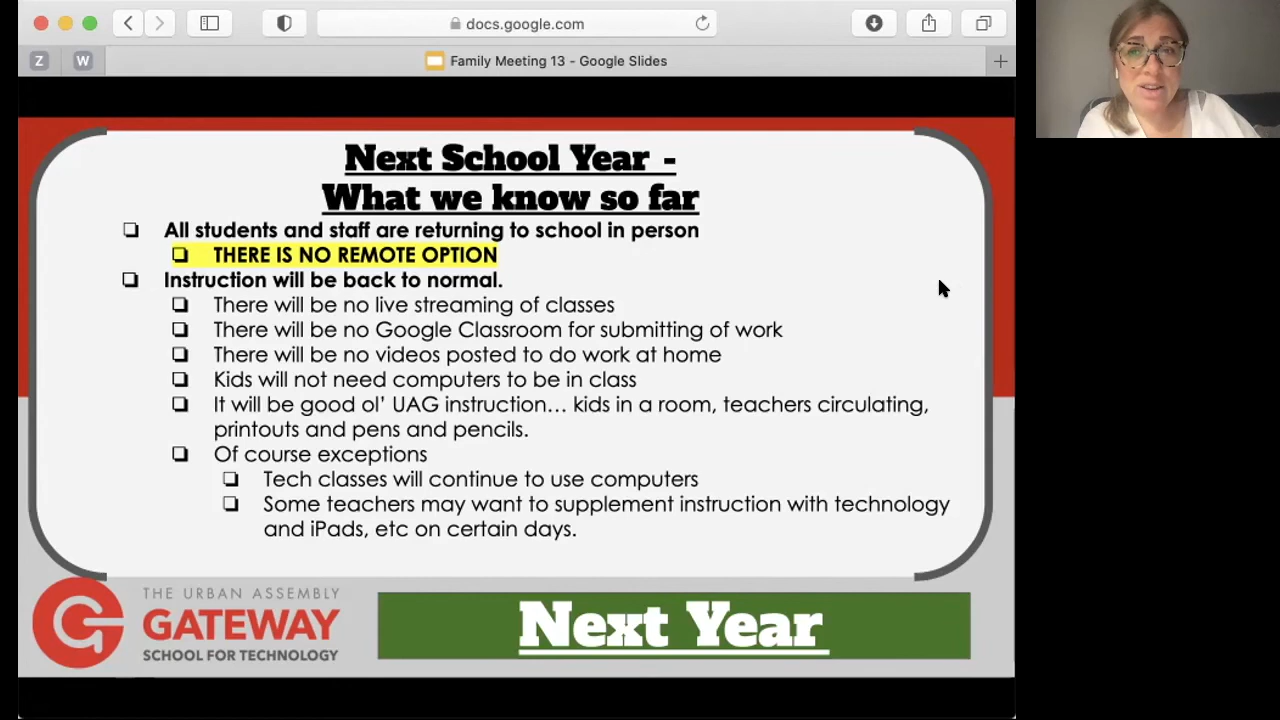 docs.google.com
Z
W
Family Meeting 13 - Google Slides
Next School Year -
What we know so far
All students and staff are returning to school in person
THERE IS NO REMOTE OPTION
Instruction will be back to normal.
There will be no live streaming of classes
There will be no Google Classroom for submitting of work
There will be no videos posted to do work at home
Kids will not need computers to be in class
It will be good ol’ UAG instruction… kids in a room, teachers circulating,
printouts and pens and pencils.
Of course exceptions
Tech classes will continue to use computers
Some teachers may want to supplement instruction with technology
and iPads, etc on certain days.
THE URBAN ASSEMBLY
GATEWAY
SCHOOL FOR TECHNOLOGY
Next Year